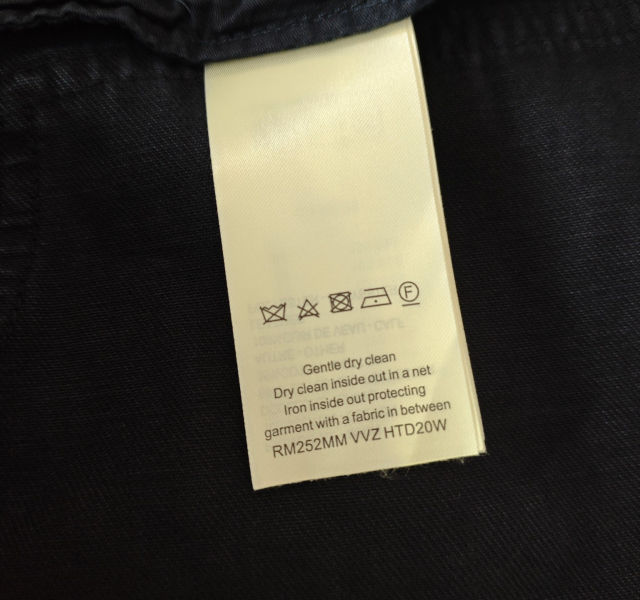 F
Gentle dry clean
Dry clean inside out in a net
Iron inside out protecting
garment with a fabric in between
RM252MM VVZ HTD20W